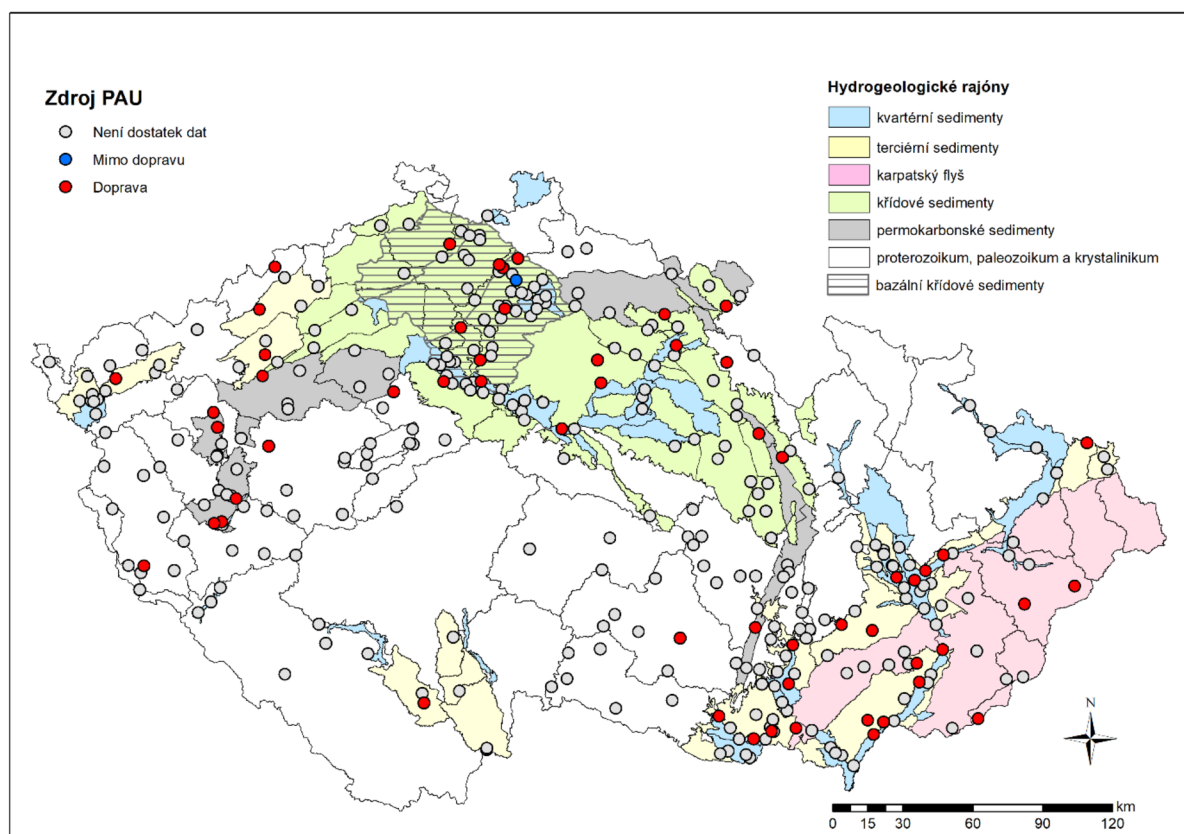 Zdroj PAU
Není dostatek dat
Mimo dopravu
Doprava
Hydrogeologické rajóny
kvartérní sedimenty
terciérní sedimenty
karpatský flyš
křídové sedimenty
permokarbonské sedimenty
proterozoikum, paleozoikum a krystalinikum
bazální křídové sedimenty
N
km
0 15 30 60 90 120